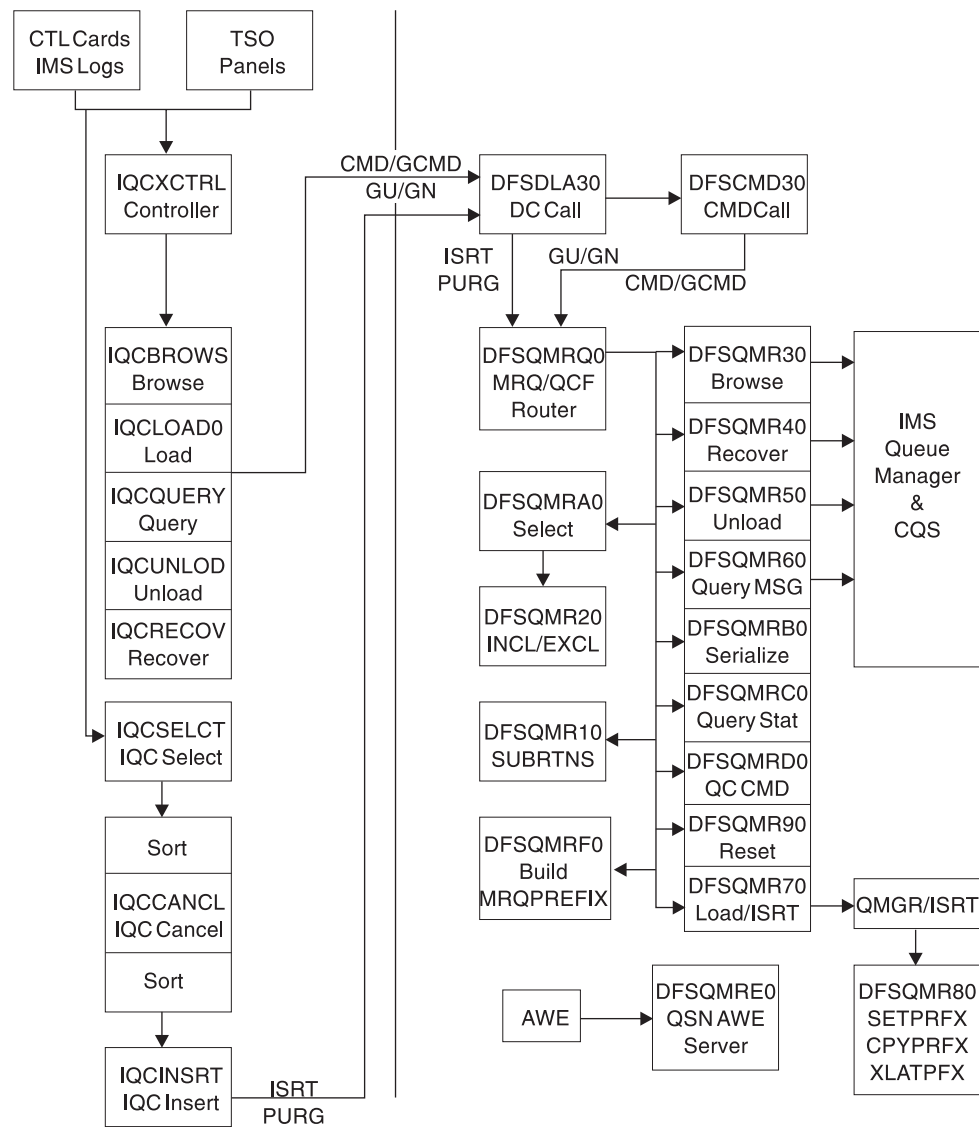 CTL Cards
IMS Logs
TSO
Panels
IQCXCTRL
Controller
CMD/GCMD
GU/GN
DFSDLA30
DC Call
DFSCMD30
CMD Call
ISRT
PURG
GU/GN
CMD/GCMD
IQCBROWS
Browse
IQCLOAD0
Load
IQCQUERY
Query
IQCUNLOD
Unload
IQCRECOV
Recover
DFSQMRQ0
MRQ/QCF
Router
DFSQMRA0
Select
DFSQMR20
INCL/EXCL
DFSQMR10
SUBRTNS
DFSQMRF0
Build
MRQPREFIX
DFSQMR30
Browse
DFSQMR40
Recover
DFSQMR50
Unload
DFSQMR60
Query MSG
DFSQMRB0
Serialize
DFSQMRC0
Query Stat
DFSQMRD0
QC CMD
DFSQMR90
Reset
DFSQMR70
Load/ISRT
IMS
Queue
Manager
&
CQS
QMGR/ISRT
DFSQMR80
SETPRFX
CPYPRFX
XLATPFX
IQCSELCT
IQC Select
Sort
IQCCANCL
IQC Cancel
Sort
IQCINSRT
IQC Insert
ISRT
PURG
AWE
DFSQMRE0
QSN AWE
Server